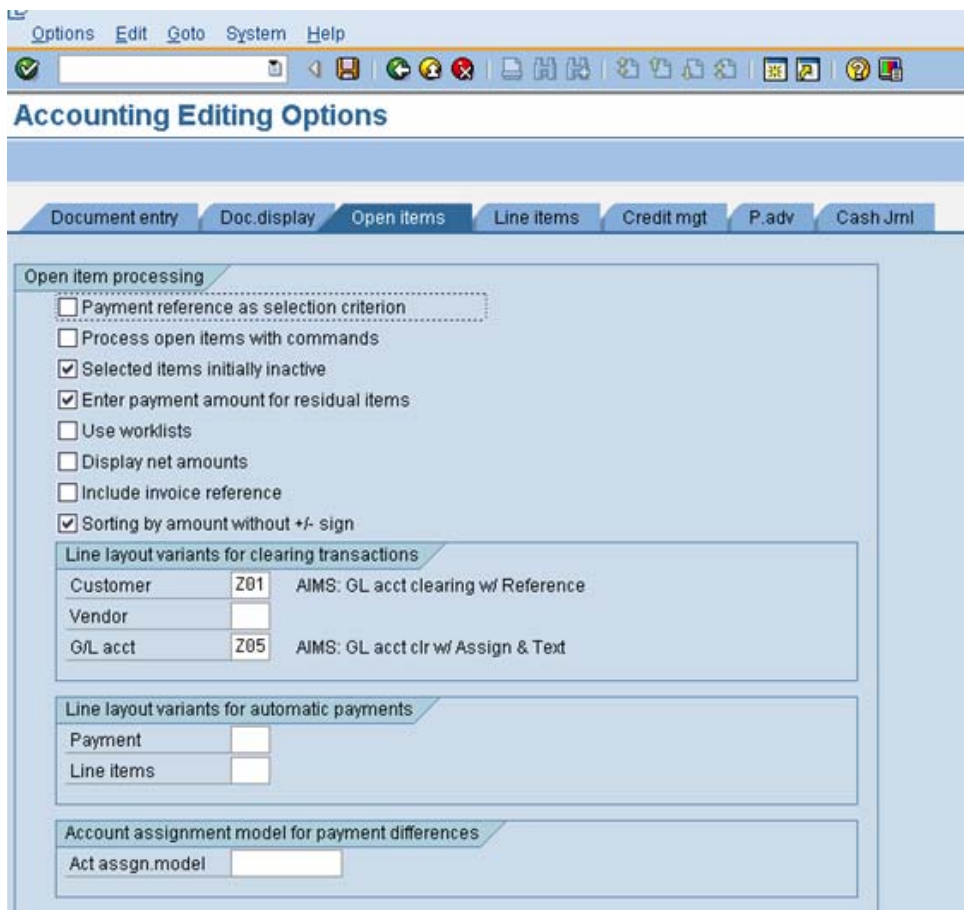 Options Edit Goto System Help
Accounting Editing Options
Document entry Doc.display Open items Line items Credit mgt P.adv Cash Jrnl
Open item processing
Payment reference as selection criterion
Process open items with commands
Selected items initially inactive
Enter payment amount for residual items
Use worklists
Display net amounts
Include invoice reference
Sorting by amount without +/- sign
Line layout variants for clearing transactions
Customer Z01 AIMS: GL acct clearing w/ Reference
Vendor
G/L acct Z05 AIMS: GL acct clr w/ Assign & Text
Line layout variants for automatic payments
Payment
Line items
Account assignment model for payment differences
Act assgn.model